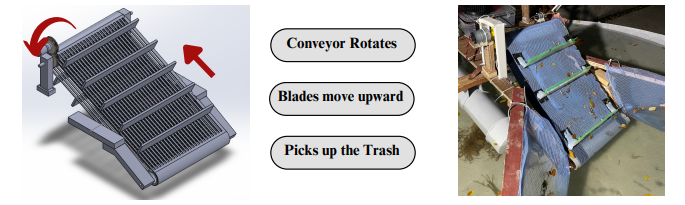 Conveyor Rotates
Blades move upward
Picks up the Trash